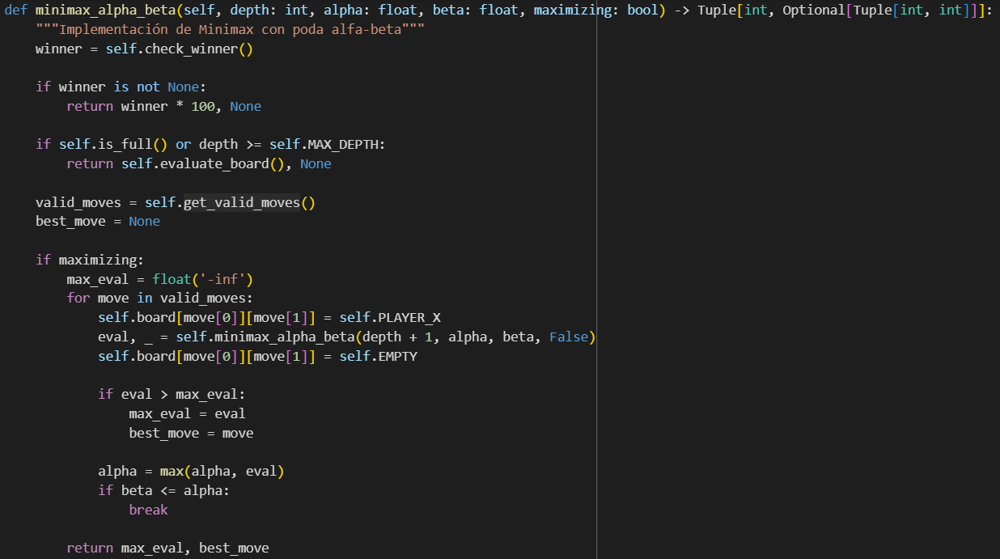 def minimax_alpha_beta(self, depth: int, alpha: float, beta: float, maximizing: bool) -> Tuple[int, Optional[Tuple[int, int]]]:
    """Implementación de Minimax con poda alfa-beta"""
    winner = self.check_winner()

    if winner is not None:
        return winner * 100, None

    if self.is_full() or depth >= self.MAX_DEPTH:
        return self.evaluate_board(), None

    valid_moves = self.get_valid_moves()
    best_move = None

    if maximizing:
        max_eval = float('-inf')
        for move in valid_moves:
            self.board[move[0]][move[1]] = self.PLAYER_X
            eval, _ = self.minimax_alpha_beta(depth + 1, alpha, beta, False)
            self.board[move[0]][move[1]] = self.EMPTY

            if eval > max_eval:
                max_eval = eval
                best_move = move

            alpha = max(alpha, eval)
            if beta <= alpha:
                break

        return max_eval, best_move